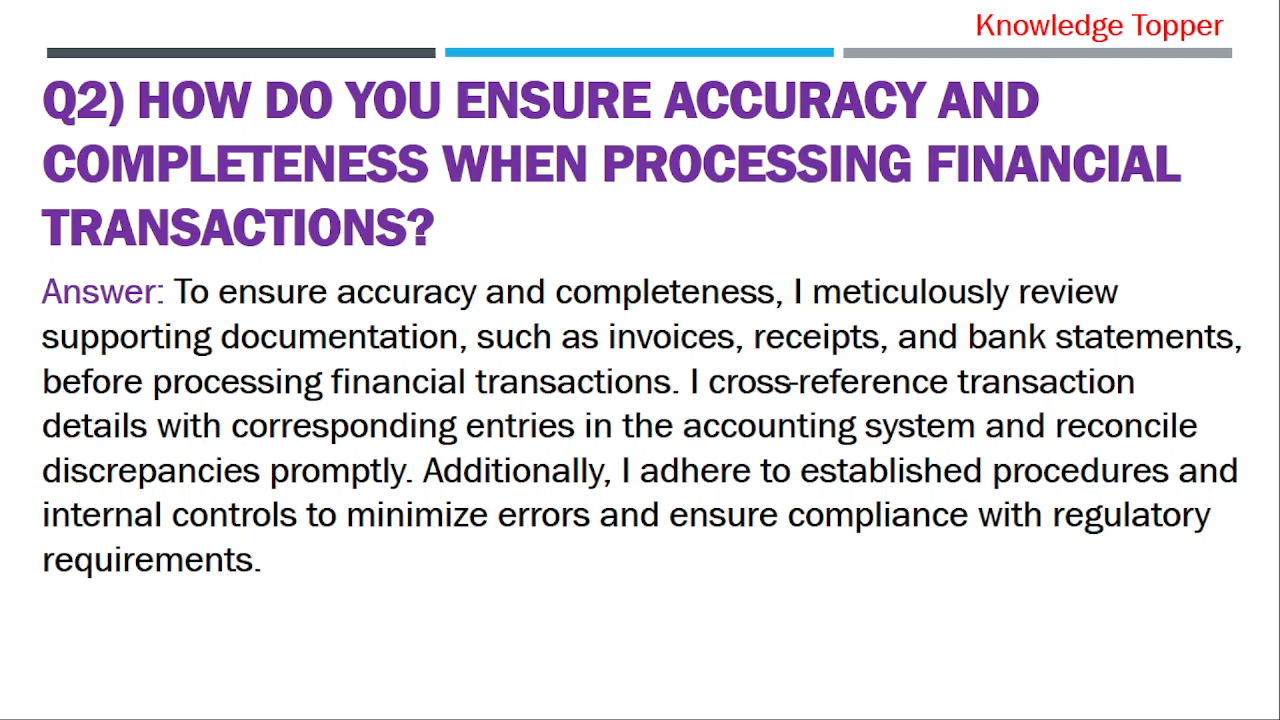 Knowledge Topper
Q2) HOW DO YOU ENSURE ACCURACY AND
COMPLETENESS WHEN PROCESSING FINANCIAL
TRANSACTIONS?
Answer: To ensure accuracy and completeness, I meticulously review
supporting documentation, such as invoices, receipts, and bank statements,
before processing financial transactions. I cross-reference transaction
details with corresponding entries in the accounting system and reconcile
discrepancies promptly. Additionally, I adhere to established procedures and
internal controls to minimize errors and ensure compliance with regulatory
requirements.